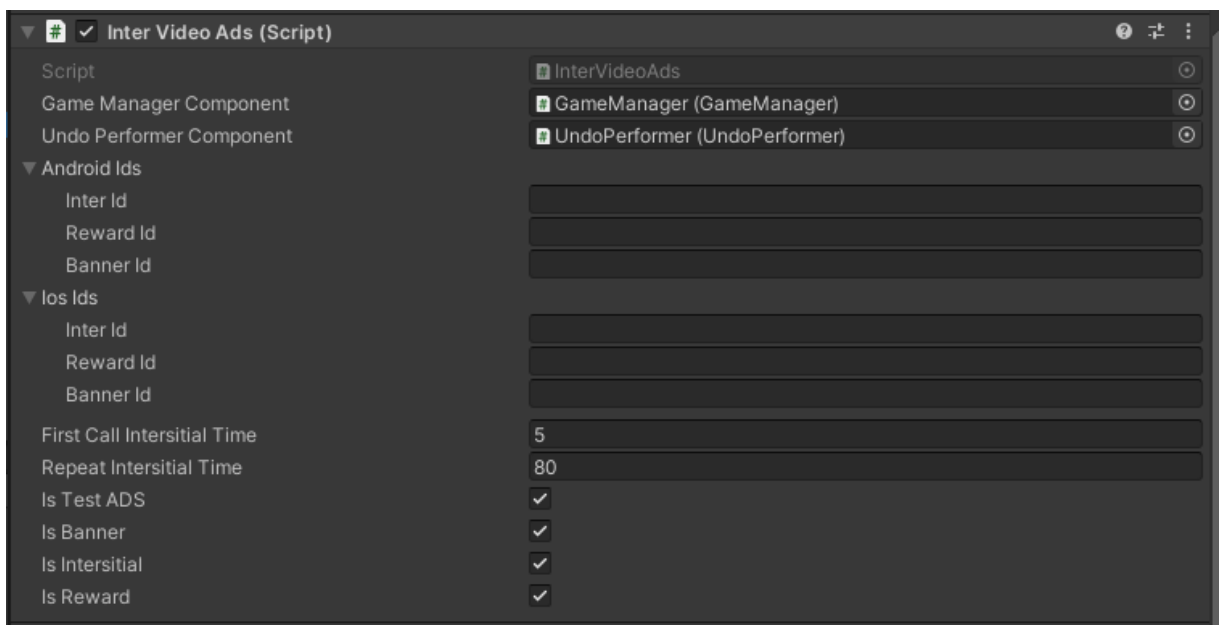 Inter Video Ads (Script)
Script InterVideoAds
Game Manager Component GameManager (GameManager)
Undo Performer Component UndoPerformer (UndoPerformer)
Android Ids
Inter Id
Reward Id
Banner Id
Ios Ids
Inter Id
Reward Id
Banner Id
First Call Intersitial Time 5
Repeat Intersitial Time 80
Is Test ADS
Is Banner
Is Intersitial
Is Reward